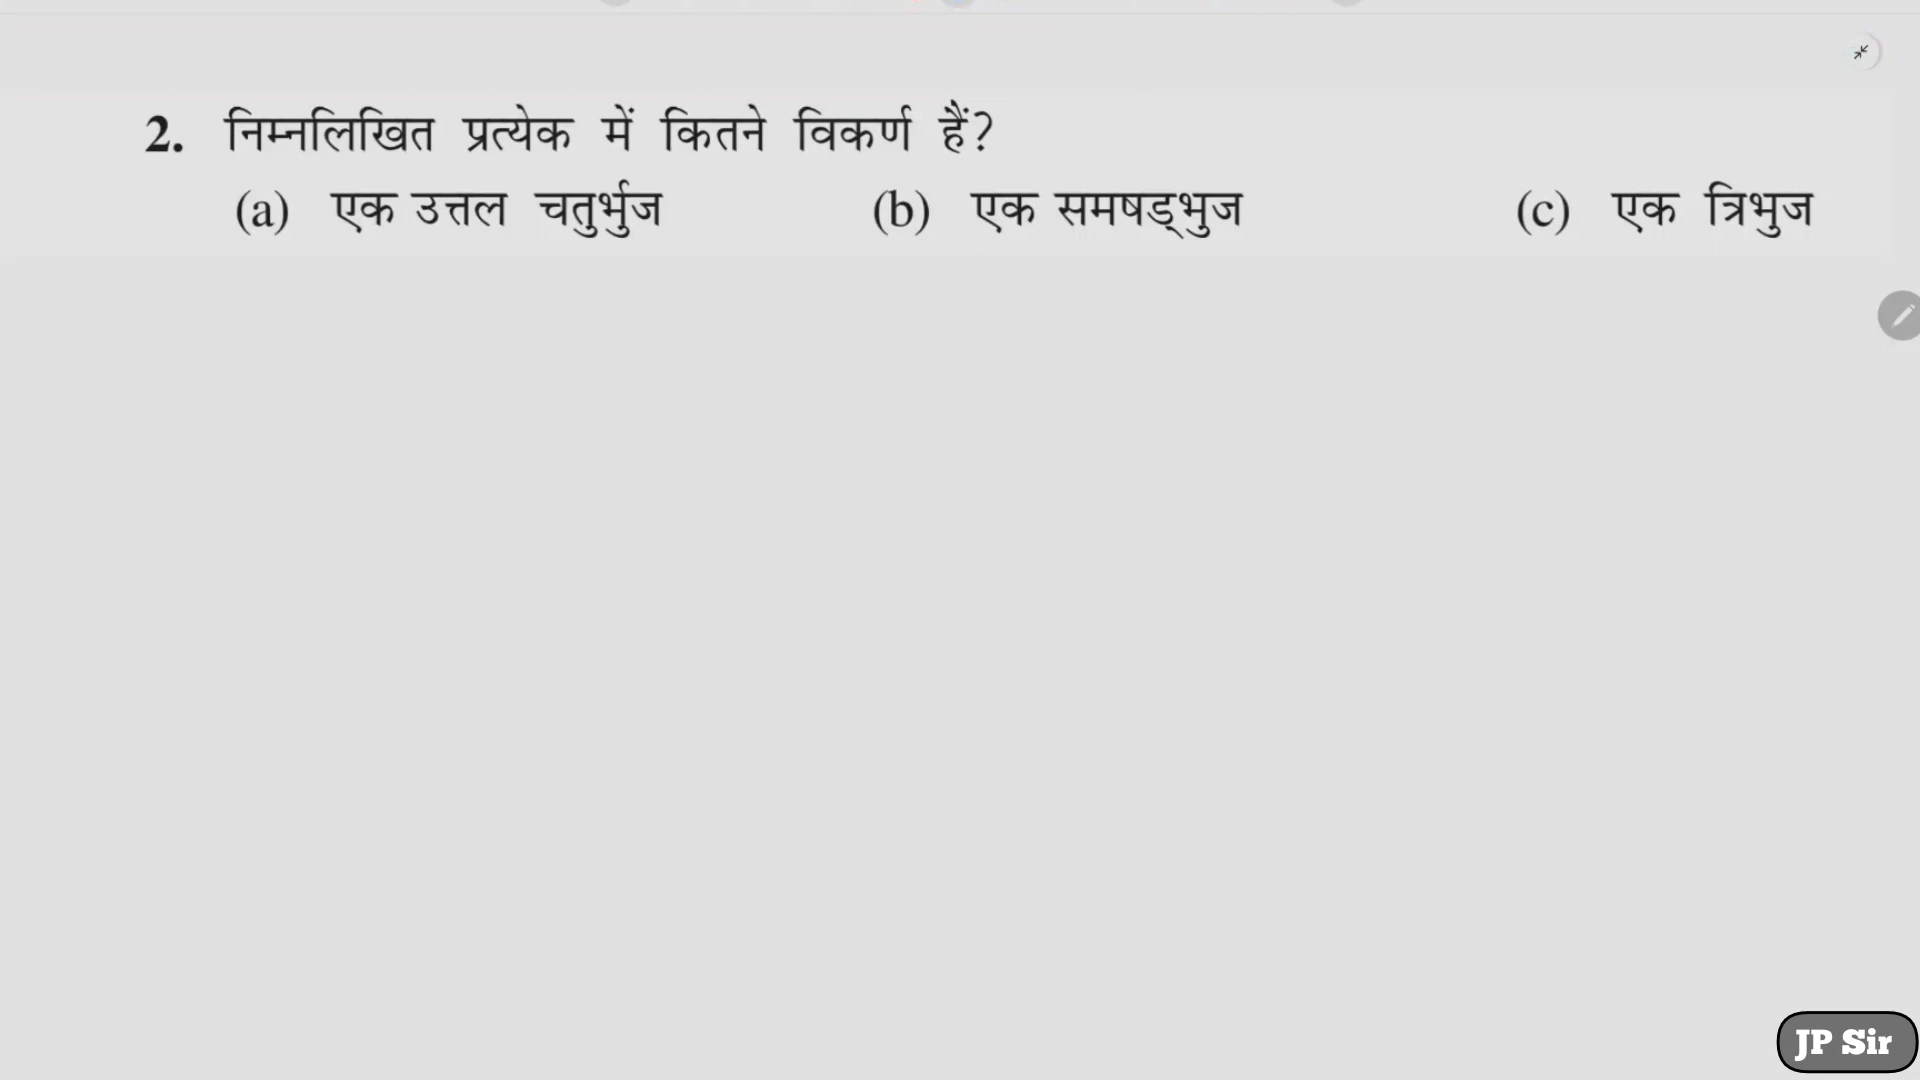 2. निम्नलिखित प्रत्येक में कितने विकर्ण हैं?
(a) एक उत्तल चतुर्भुज (b) एक समषड्भुज (c) एक त्रिभुज
JP Sir